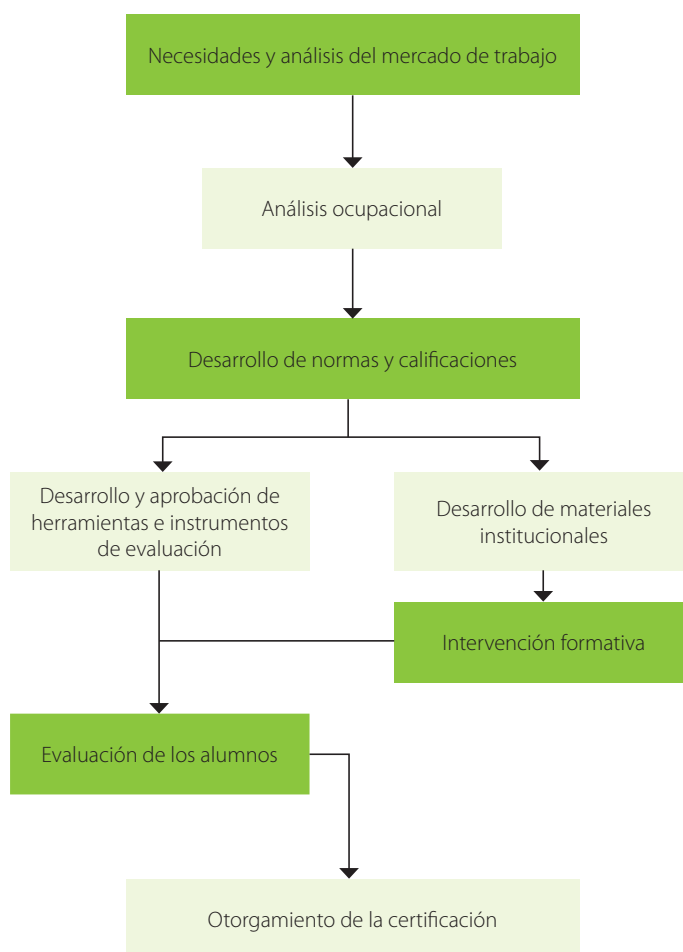 Necesidades y análisis del mercado de trabajo
Análisis ocupacional
Desarrollo de normas y calificaciones
Desarrollo y aprobación de
herramientas e instrumentos
de evaluación
Desarrollo de materiales
institucionales
Intervención formativa
Evaluación de los alumnos
Otorgamiento de la certificación